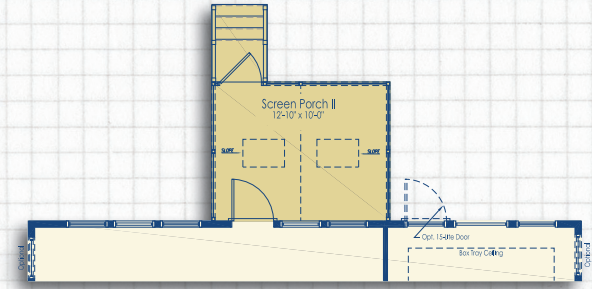 Screen Porch II
12'-10" x 10'-0"
SLOPE
SLOPE
Opt. 15-Lite Door
Box Tray Ceiling
Optional
Optional